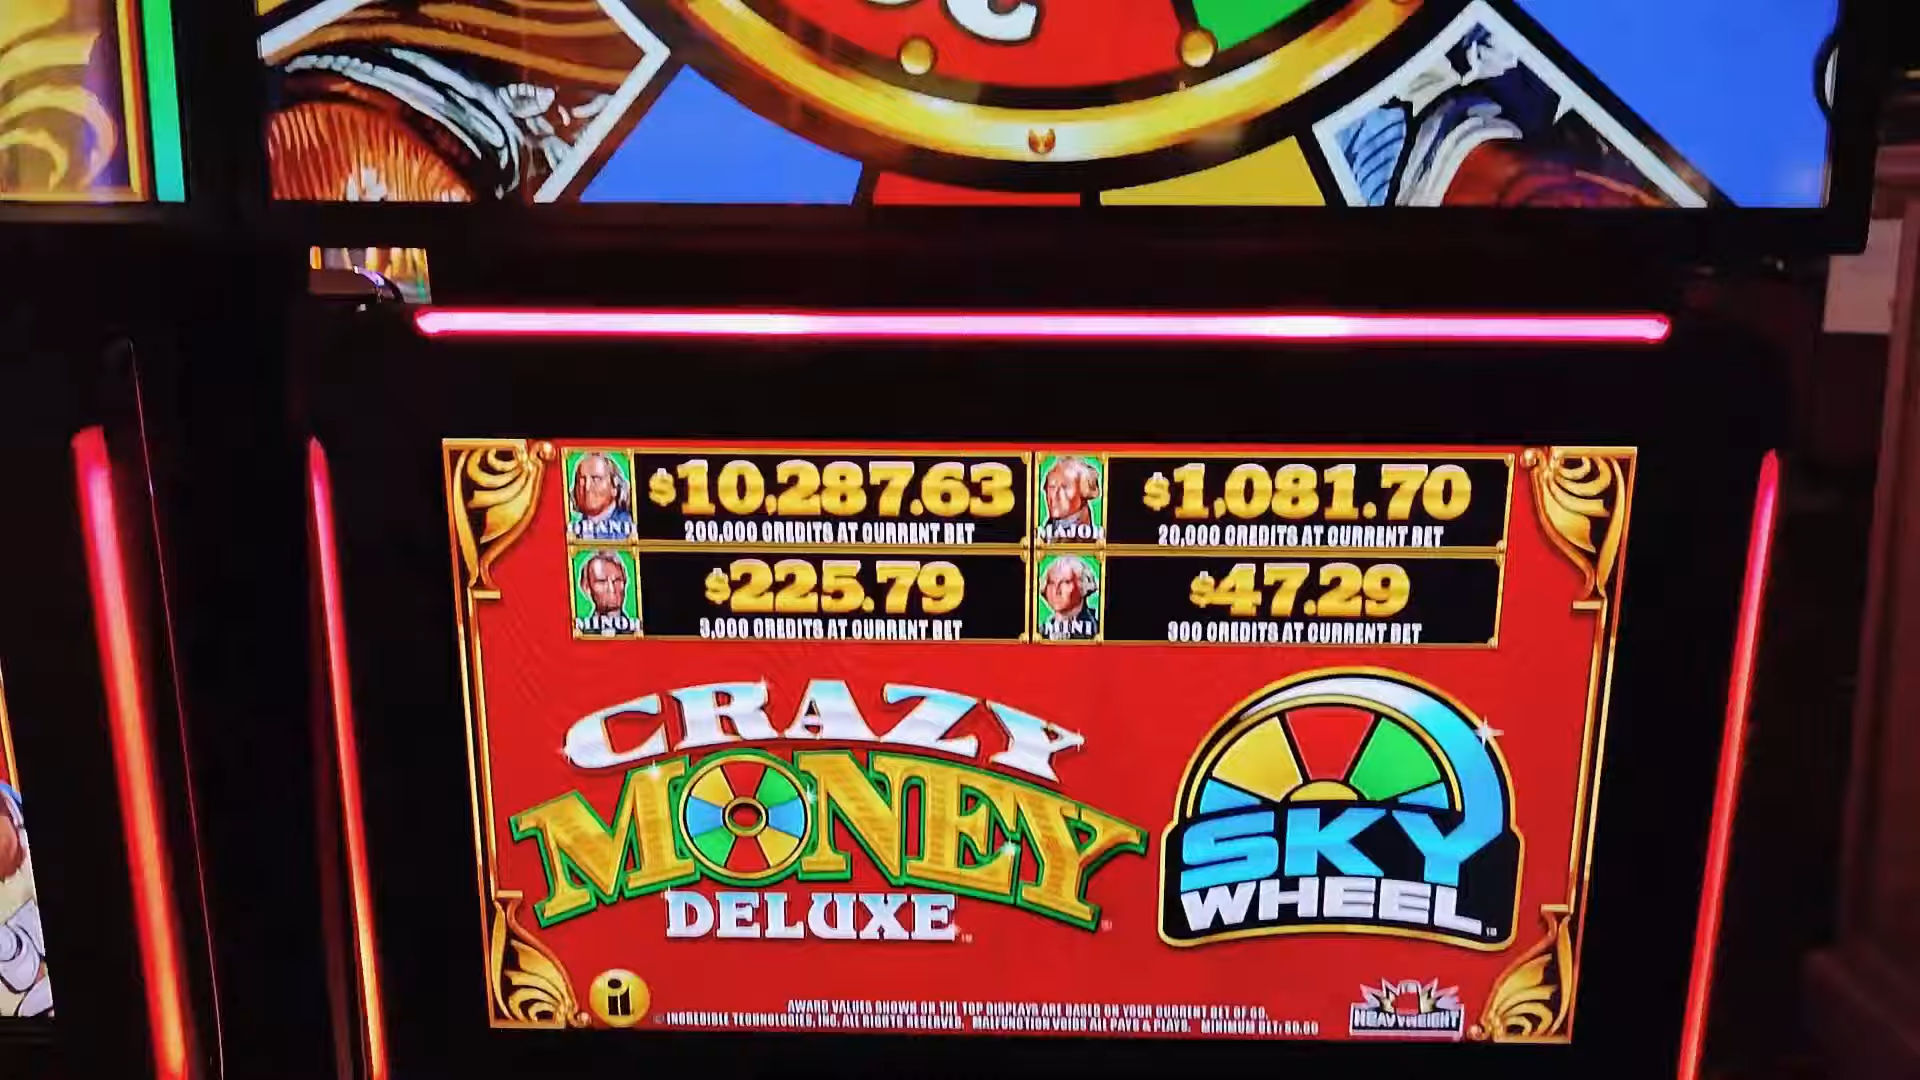 $10,287.63
200,000 CREDITS AT CURRENT BET
GRAND
$1,081.70
20,000 CREDITS AT CURRENT BET
MAJOR
$225.79
3,000 CREDITS AT CURRENT BET
MINOR
$47.29
300 CREDITS AT CURRENT BET
MINI
CRAZY
MONEY
DELUXE
SKY
WHEEL
AWARD VALUES SHOWN ON THE TOP DISPLAYS ARE BASED ON YOUR CURRENT BET OF 60.
© INCREDIBLE TECHNOLOGIES, INC. ALL RIGHTS RESERVED. MALFUNCTION VOIDS ALL PAYS & PLAYS. MINIMUM BET:
HEAVYWEIGHT